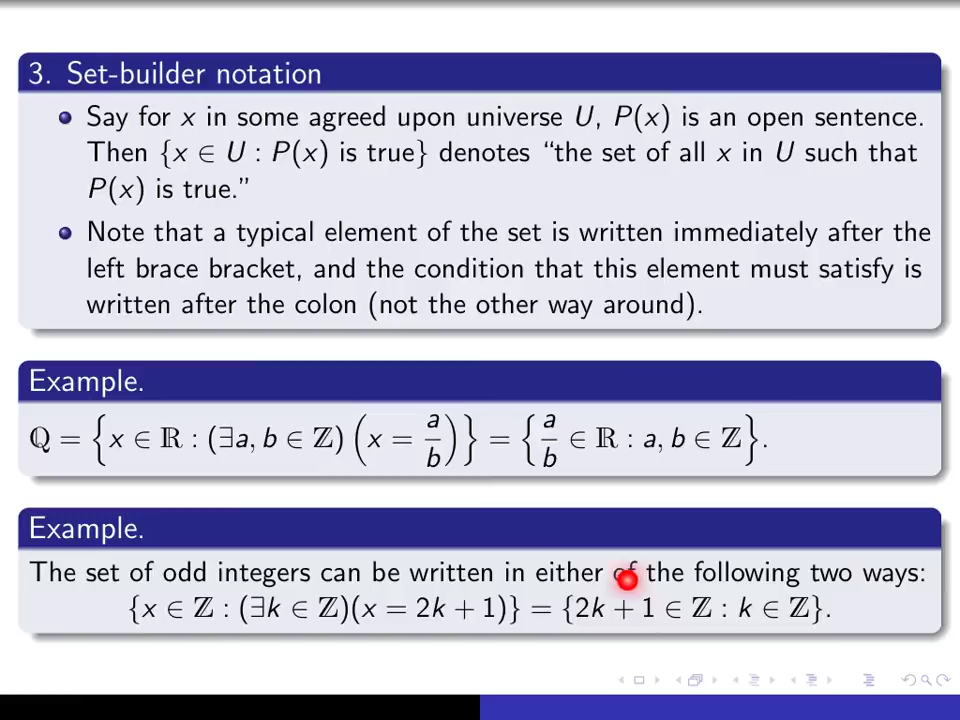 3. Set-builder notation
Say for x in some agreed upon universe U, P(x) is an open sentence.
Then {x ∈ U : P(x) is true} denotes “the set of all x in U such that
P(x) is true.”
Note that a typical element of the set is written immediately after the
left brace bracket, and the condition that this element must satisfy is
written after the colon (not the other way around).
Example.
ℚ = {x ∈ ℝ : (∃a, b ∈ ℤ) (x = a/b)} = {a/b ∈ ℝ : a, b ∈ ℤ}.
Example.
The set of odd integers can be written in either of the following two ways:
{x ∈ ℤ : (∃k ∈ ℤ)(x = 2k + 1)} = {2k + 1 ∈ ℤ : k ∈ ℤ}.